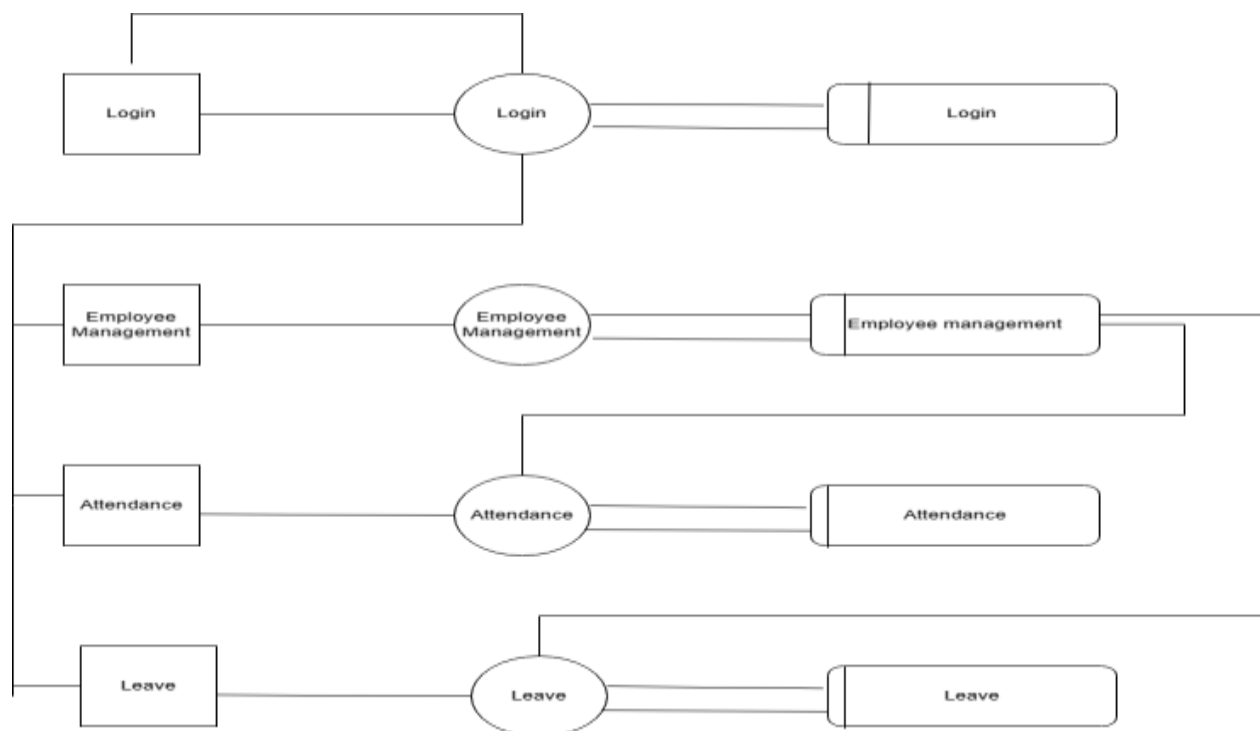 Login
Login
Login
Employee
Management
Employee
Management
Employee management
Attendance
Attendance
Attendance
Leave
Leave
Leave